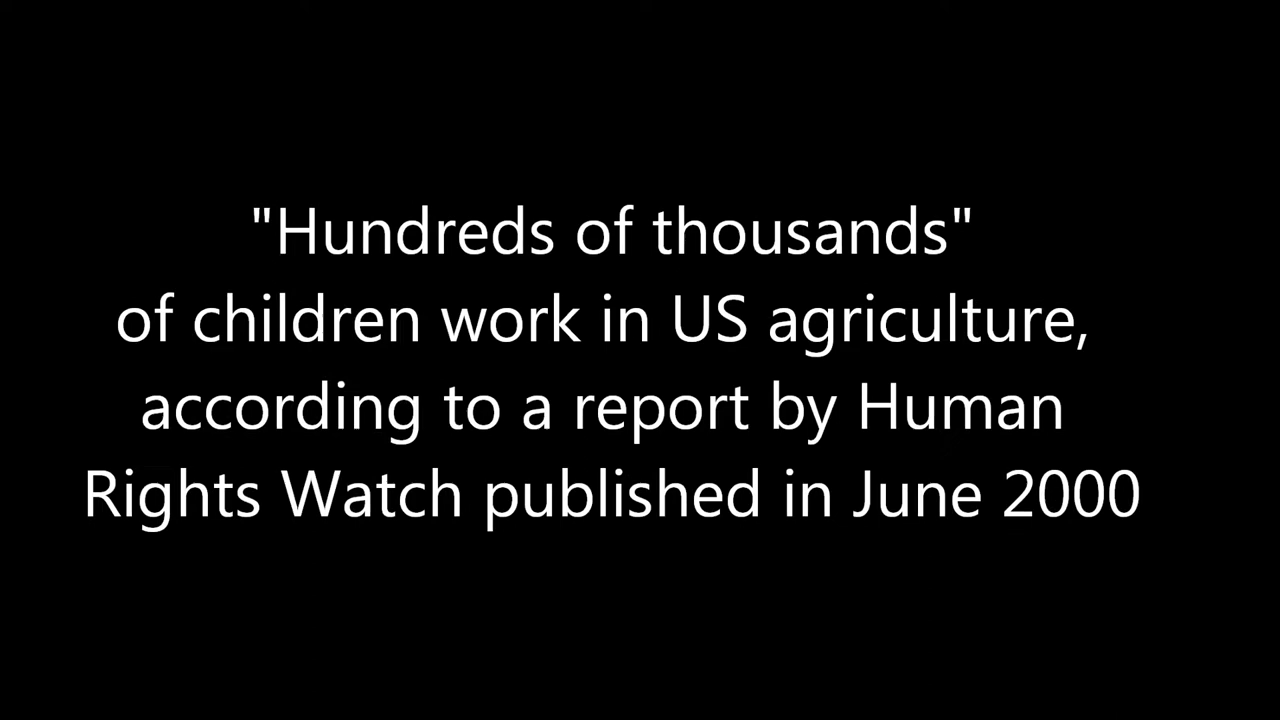 "Hundreds of thousands"
of children work in US agriculture,
according to a report by Human
Rights Watch published in June 2000